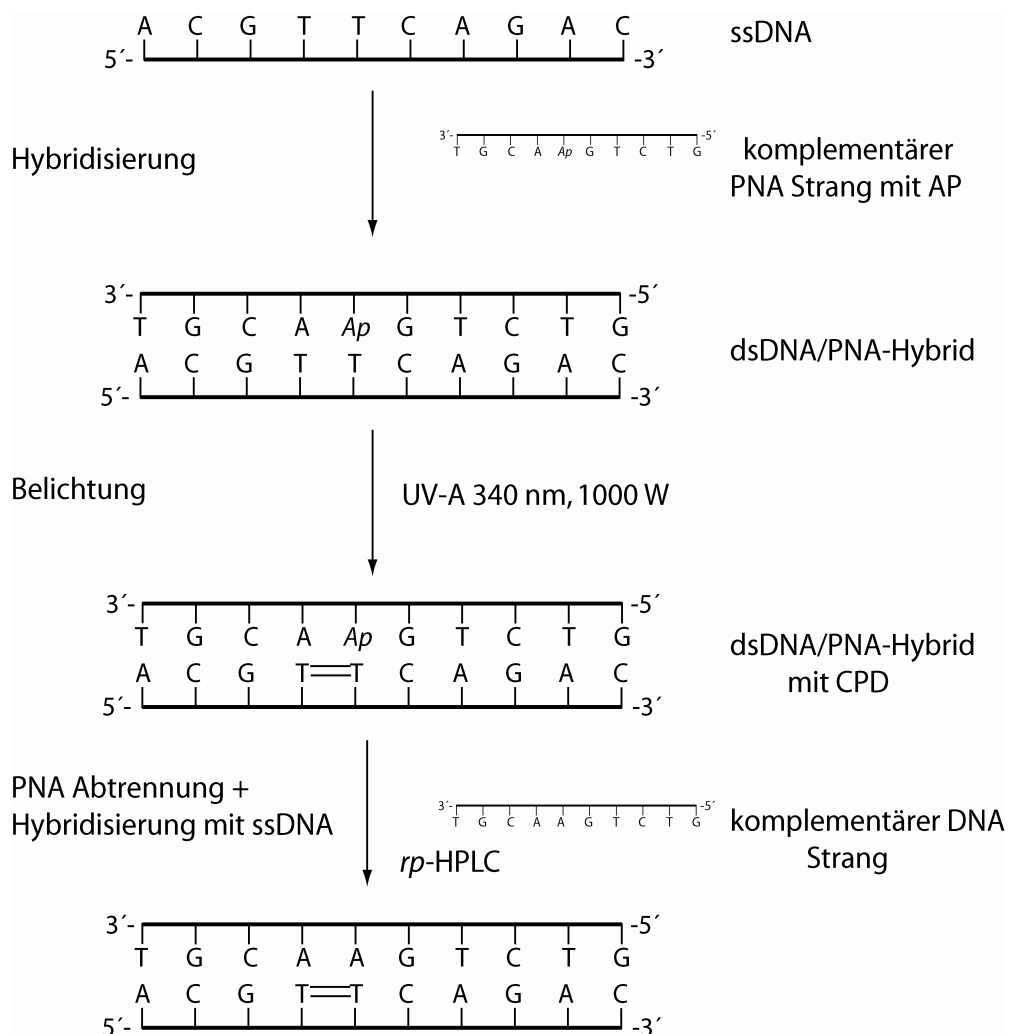 A C G T T C A G A C
5´- -3´
ssDNA
Hybridisierung
3´- -5´
T G C A Ap G T C T G
komplementärer
PNA Strang mit AP
3´- -5´
T G C A Ap G T C T G
A C G T T C A G A C
5´- -3´
dsDNA/PNA-Hybrid
Belichtung
UV-A 340 nm, 1000 W
3´- -5´
T G C A Ap G T C T G
A C G T T C A G A C
5´- -3´
dsDNA/PNA-Hybrid
mit CPD
PNA Abtrennung +
Hybridisierung mit ssDNA
rp-HPLC
3´- -5´
T G C A A G T C T G
komplementärer DNA
Strang
3´- -5´
T G C A A G T C T G
A C G T T C A G A C
5´- -3´